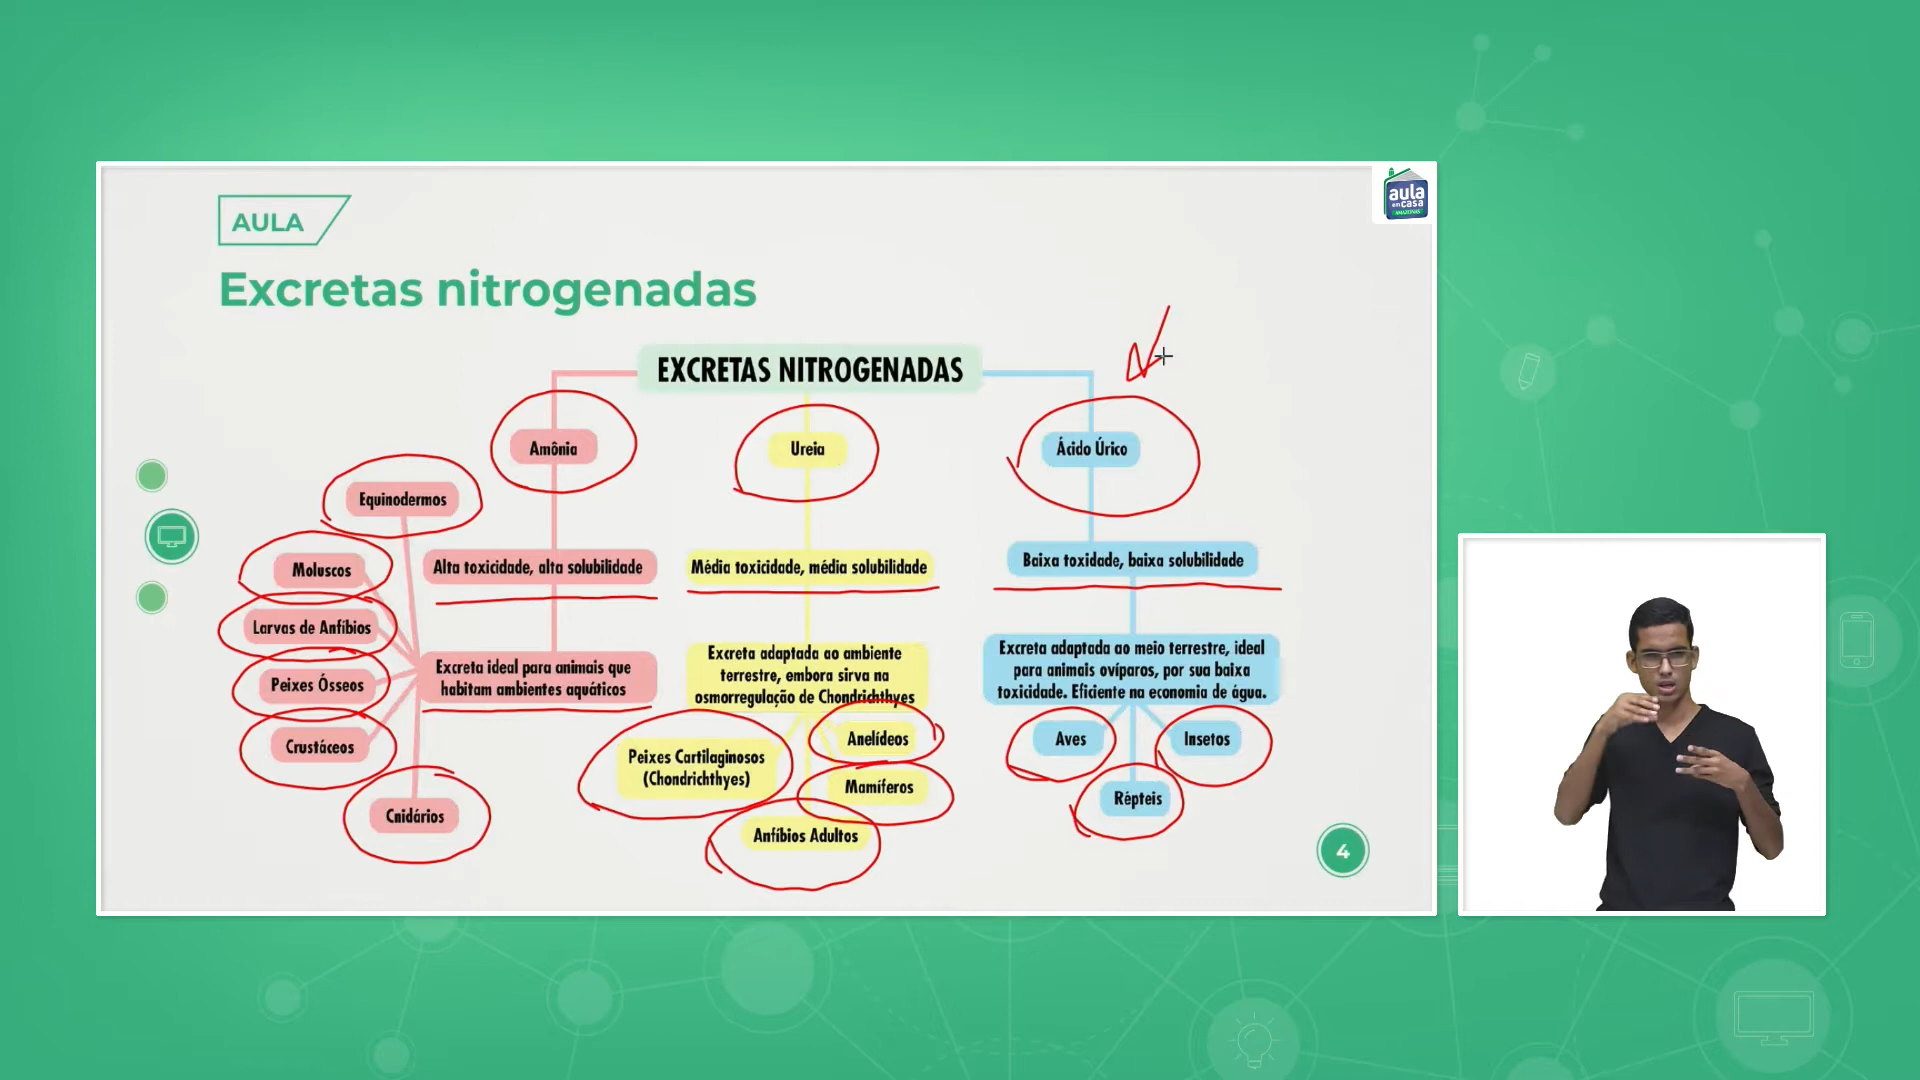 aula
em casa
AMAZONAS
AULA
Excretas nitrogenadas
EXCRETAS NITROGENADAS
Amônia
Ureia
Ácido Úrico
Equinodermos
Moluscos
Larvas de Anfíbios
Peixes Ósseos
Crustáceos
Cnidários
Alta toxicidade, alta solubilidade
Excreta ideal para animais que
habitam ambientes aquáticos
Média toxicidade, média solubilidade
Excreta adaptada ao ambiente
terrestre, embora sirva na
osmorregulação de Chondrichthyes
Peixes Cartilaginosos
(Chondrichthyes)
Anelídeos
Mamíferos
Anfíbios Adultos
Baixa toxidade, baixa solubilidade
Excreta adaptada ao meio terrestre, ideal
para animais ovíparos, por sua baixa
toxicidade. Eficiente na economia de água.
Aves
Insetos
Répteis
4